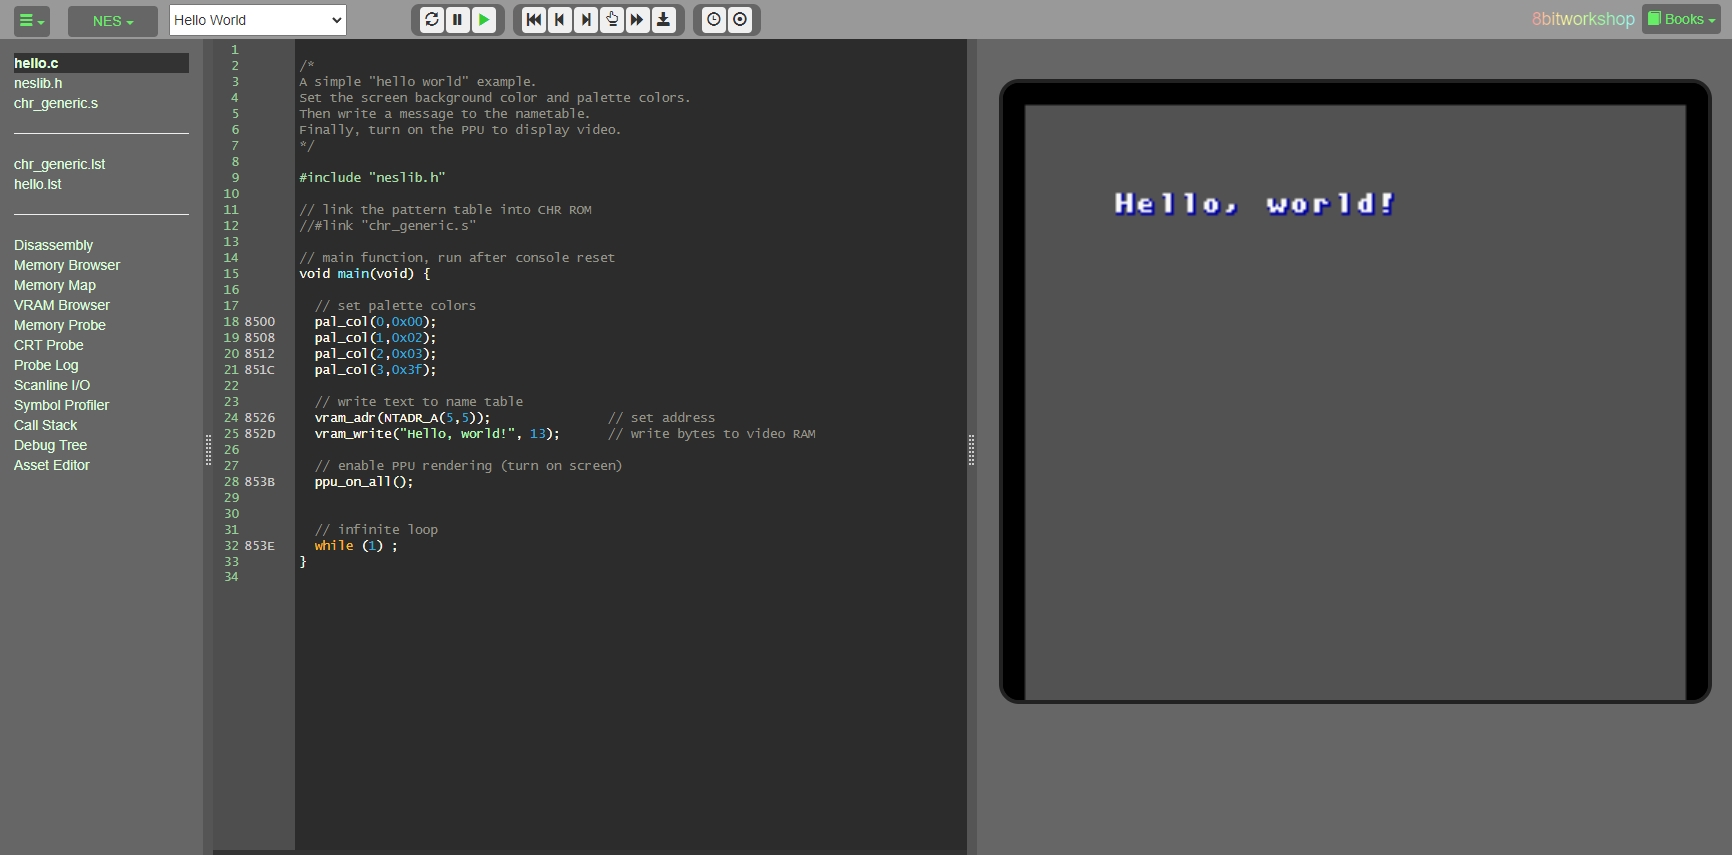 NES
Hello World
8bitworkshop
Books
hello.c
neslib.h
chr_generic.s
chr_generic.lst
hello.lst
Disassembly
Memory Browser
Memory Map
VRAM Browser
Memory Probe
CRT Probe
Probe Log
Scanline I/O
Symbol Profiler
Call Stack
Debug Tree
Asset Editor
1
2 /*
3 A simple "hello world" example.
4 Set the screen background color and palette colors.
5 Then write a message to the nametable.
6 Finally, turn on the PPU to display video.
7 */
8
9 #include "neslib.h"
10
11 // link the pattern table into CHR ROM
12 //#link "chr_generic.s"
13
14 // main function, run after console reset
15 void main(void) {
16
17 // set palette colors
18 8500 pal_col(0,0x00);
19 8508 pal_col(1,0x02);
20 8512 pal_col(2,0x03);
21 851C pal_col(3,0x3f);
22
23 // write text to name table
24 8526 vram_adr(NTADR_A(5,5)); // set address
25 852D vram_write("Hello, world!", 13); // write bytes to video RAM
26
27 // enable PPU rendering (turn on screen)
28 853B ppu_on_all();
29
30
31 // infinite loop
32 853E while (1) ;
33 }
34
Hello, world!